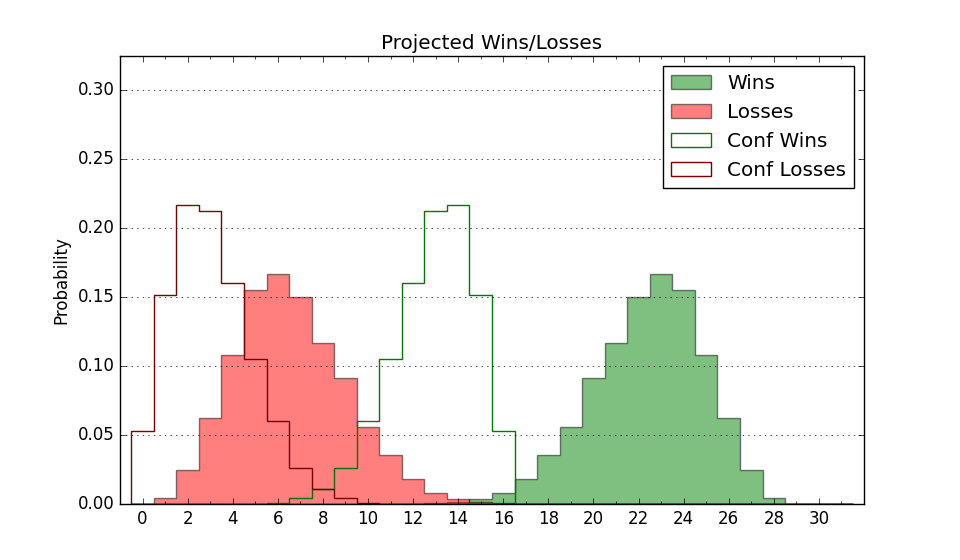 Projected Wins/Losses
0.30
0.25
0.20
0.15
0.10
0.05
0.00
Probability
Wins
Losses
Conf Wins
Conf Losses
0 2 4 6 8 10 12 14 16 18 20 22 24 26 28 30